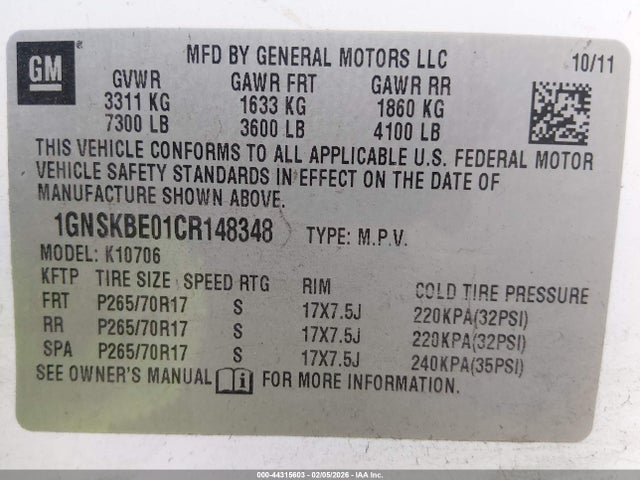 GM
MFD BY GENERAL MOTORS LLC 10/11
GVWR GAWR FRT GAWR RR
3311 KG 1633 KG 1860 KG
7300 LB 3600 LB 4100 LB
THIS VEHICLE CONFORMS TO ALL APPLICABLE U.S. FEDERAL MOTOR
VEHICLE SAFETY STANDARDS IN EFFECT ON THE DATE OF
MANUFACTURE SHOWN ABOVE.
1GNSKBE01CR148348 TYPE: M.P.V.
MODEL: K10706
KFTP TIRE SIZE SPEED RTG RIM COLD TIRE PRESSURE
FRT P265/70R17 S 17X7.5J 220KPA(32PSI)
RR P265/70R17 S 17X7.5J 220KPA(32PSI)
SPA P265/70R17 S 17X7.5J 240KPA(35PSI)
SEE OWNER'S MANUAL FOR MORE INFORMATION.
000-44315603 - 02/05/2026 - IAAI.COM